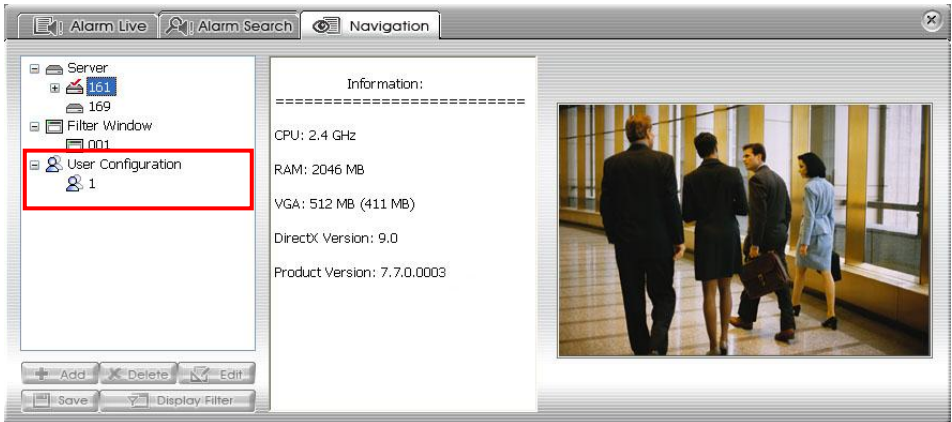 Alarm Live Alarm Search Navigation
Server
161
169
Filter Window
001
User Configuration
1
Add Delete Edit
Save Display Filter
Information:
==========================
CPU: 2.4 GHz
RAM: 2046 MB
VGA: 512 MB (411 MB)
DirectX Version: 9.0
Product Version: 7.7.0.0003